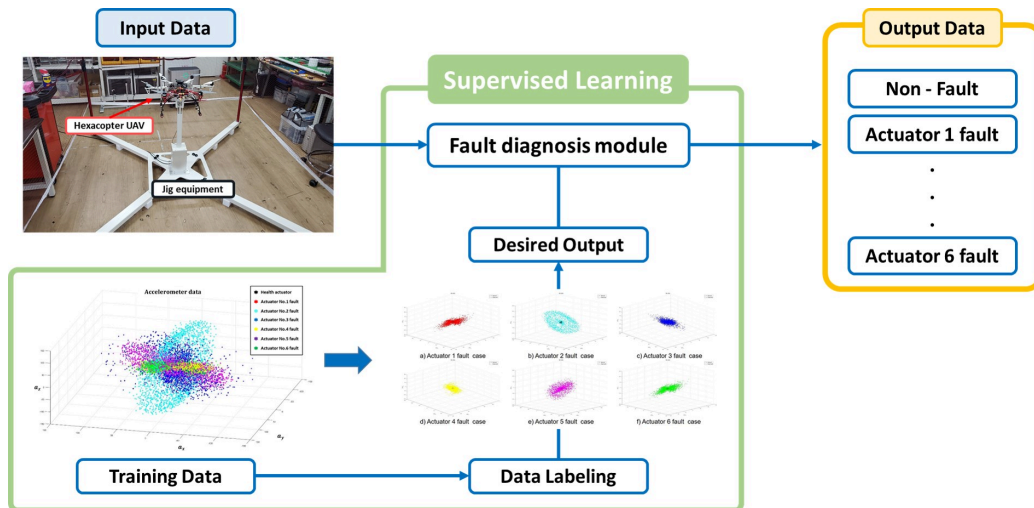 Input Data
Output Data
Supervised Learning
Hexacopter UAV
Jig equipment
Fault diagnosis module
Non - Fault
Actuator 1 fault
.
.
.
Actuator 6 fault
Desired Output
Accelerometer data
Health actuator
Actuator No.1 fault
Actuator No.2 fault
Actuator No.3 fault
Actuator No.4 fault
Actuator No.5 fault
Actuator No.6 fault
a) Actuator 1 fault case
b) Actuator 2 fault case
c) Actuator 3 fault case
d) Actuator 4 fault case
e) Actuator 5 fault case
f) Actuator 6 fault case
Training Data
Data Labeling